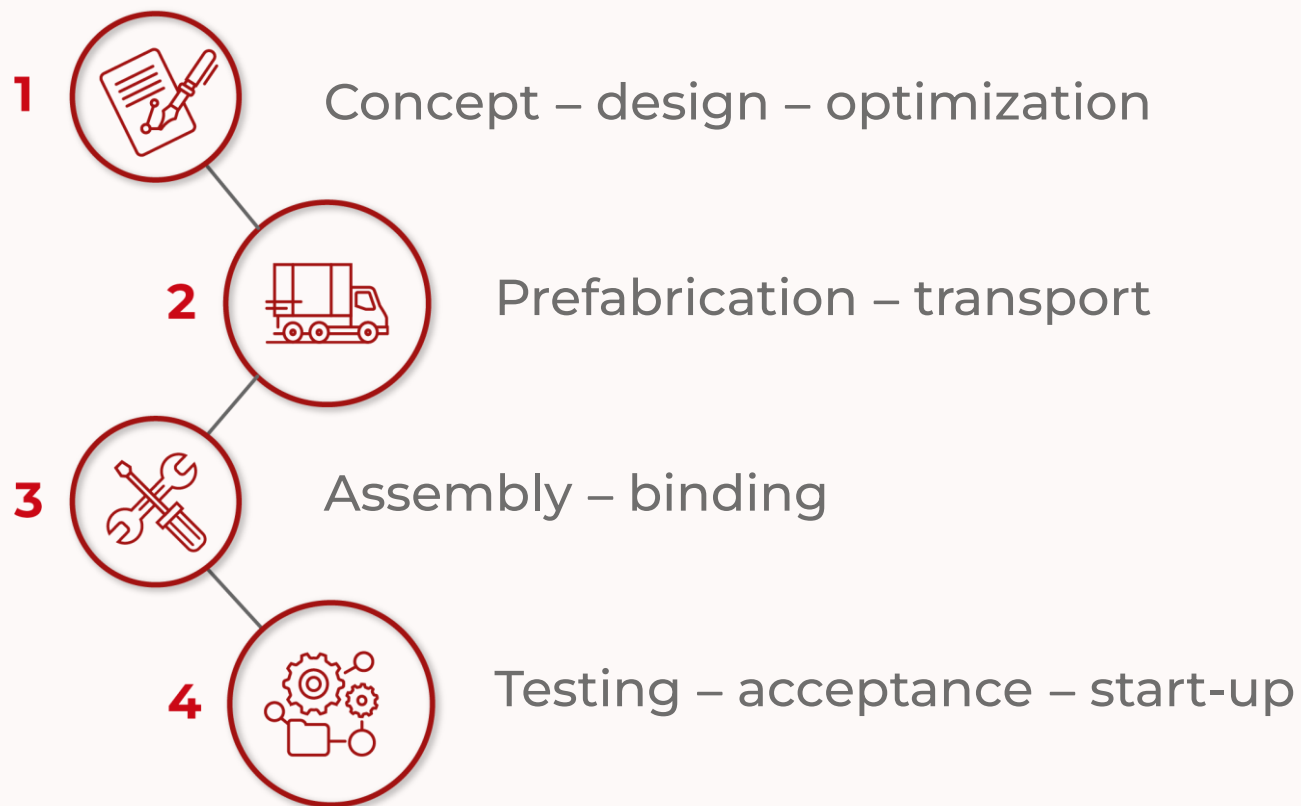 1 Concept – design – optimization
2 Prefabrication – transport
3 Assembly – binding
4 Testing – acceptance – start-up